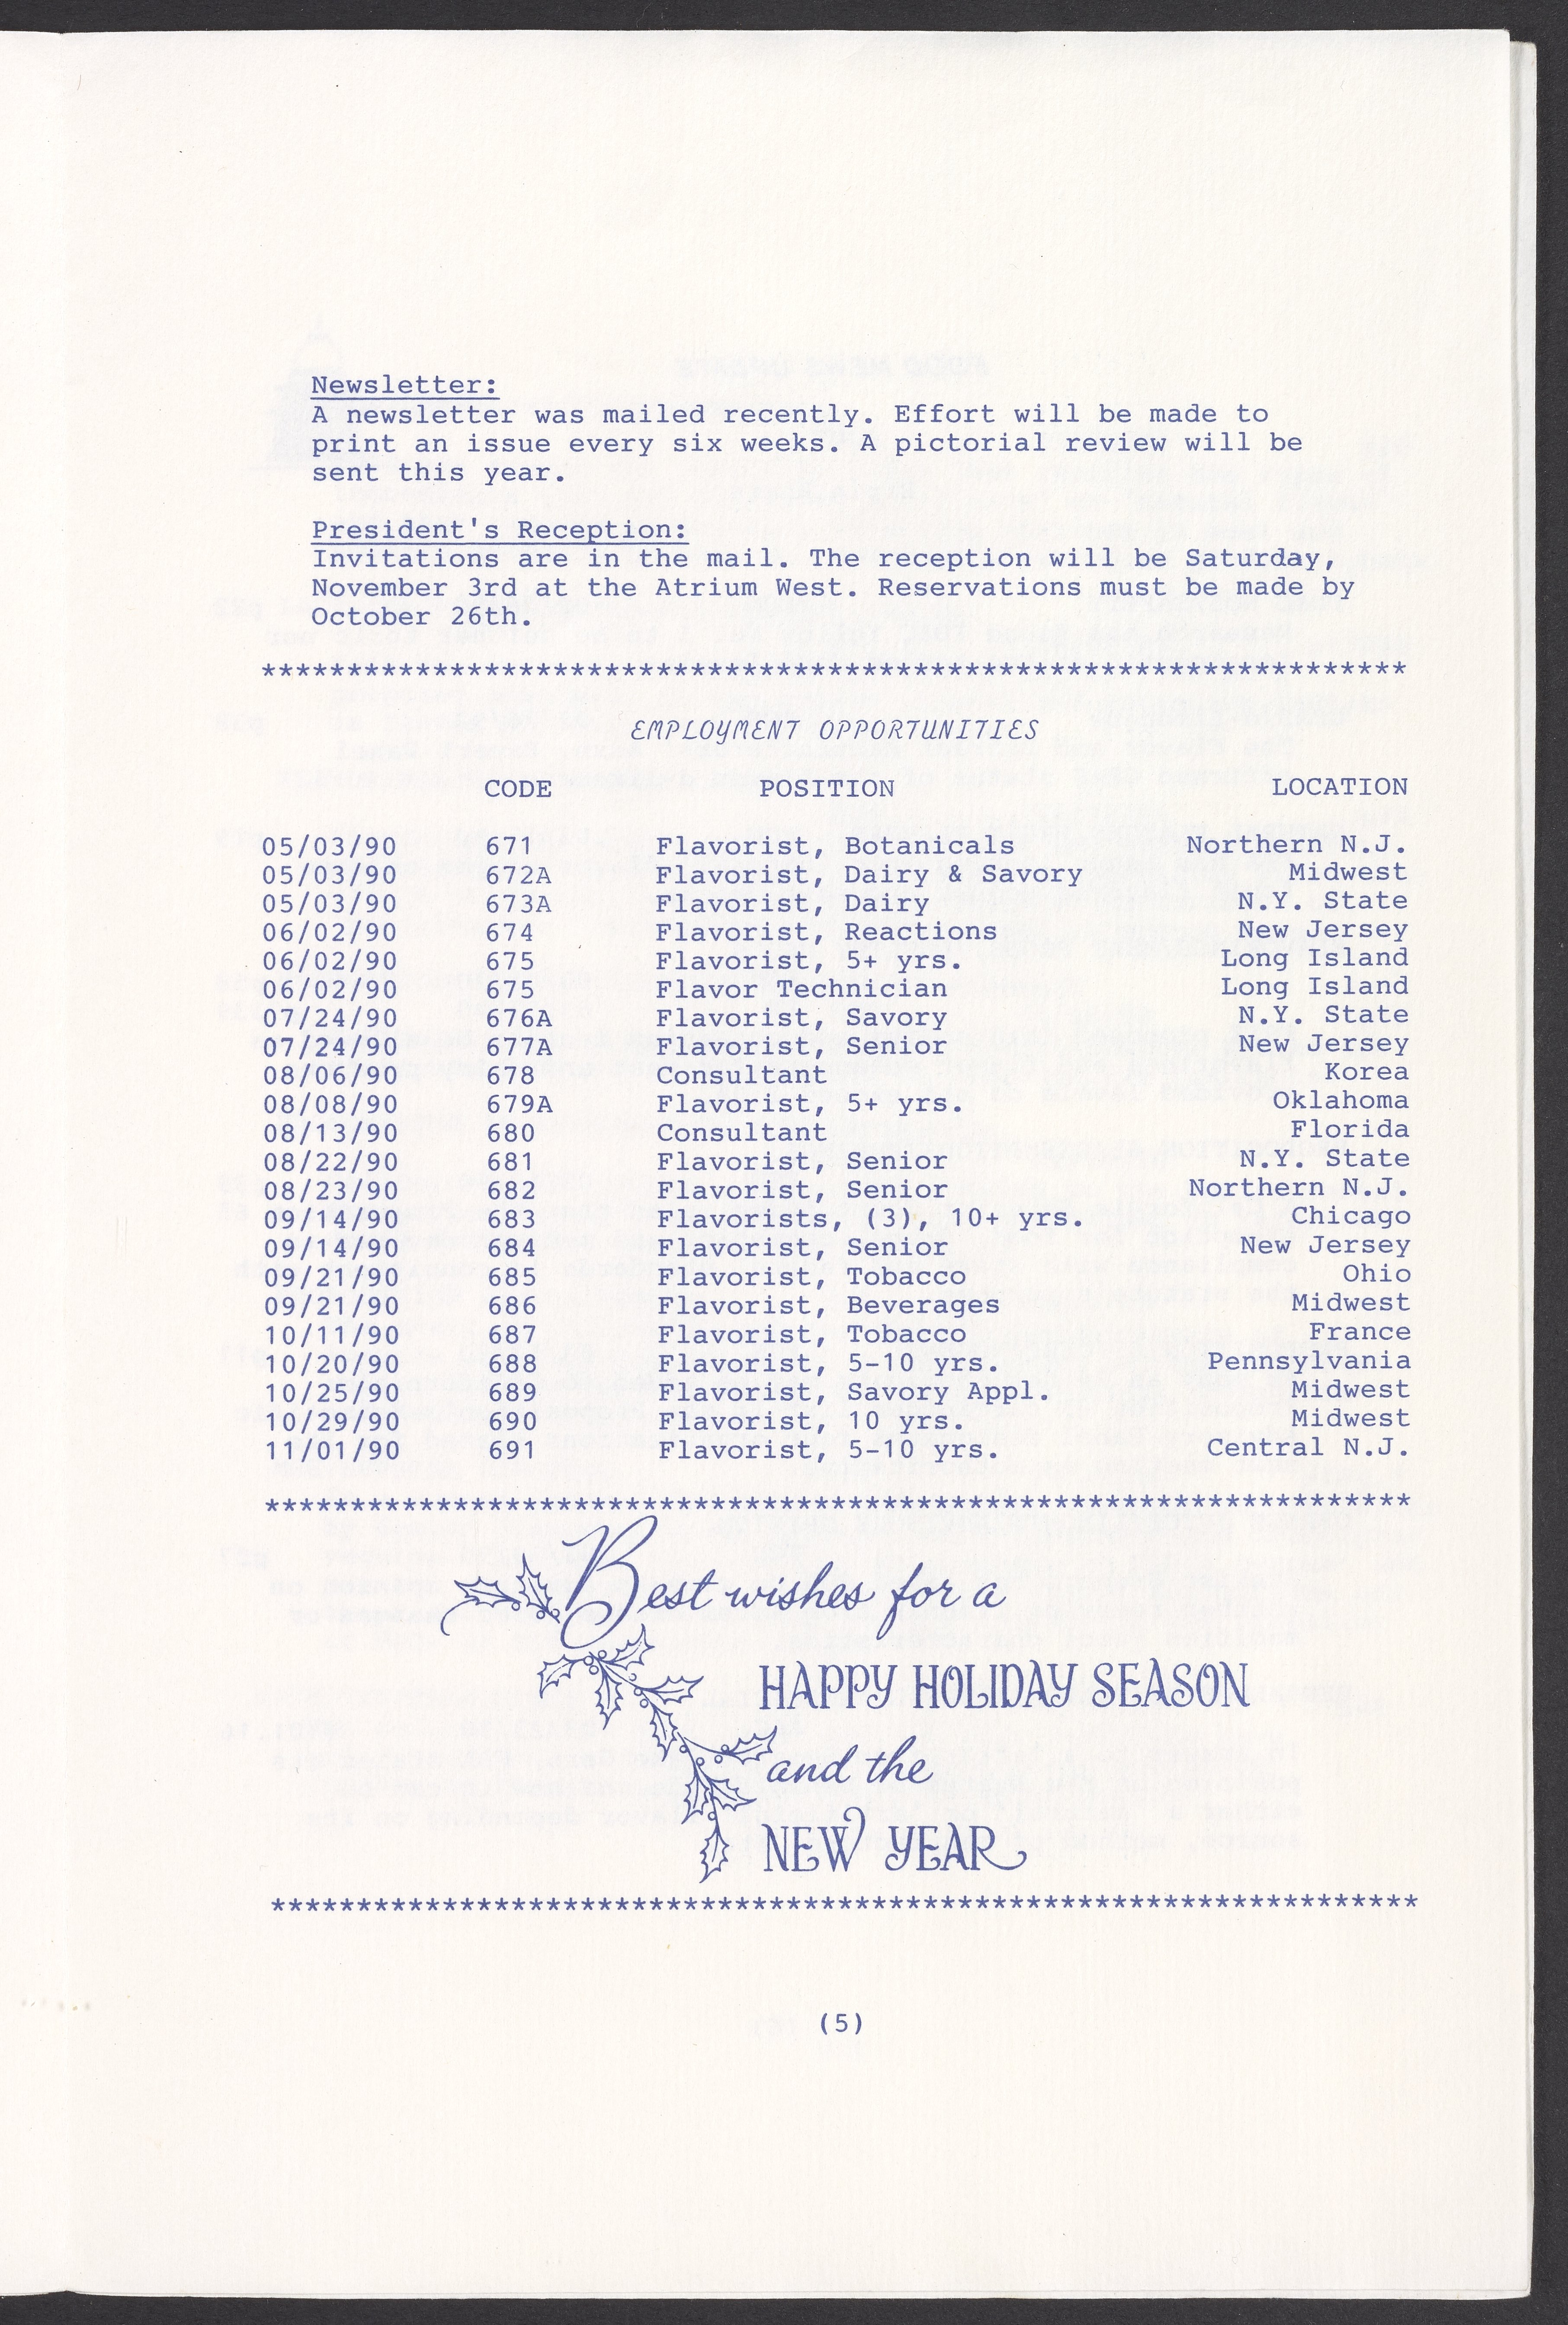 Newsletter:
A newsletter was mailed recently. Effort will be made to
print an issue every six weeks. A pictorial review will be
sent this year.
President's Reception:
Invitations are in the mail. The reception will be Saturday,
November 3rd at the Atrium West. Reservations must be made by
October 26th.
*******************************************************************
EMPLOYMENT OPPORTUNITIES
CODE POSITION LOCATION
05/03/90 671 Flavorist, Botanicals Northern N.J.
05/03/90 672A Flavorist, Dairy & Savory Midwest
05/03/90 673A Flavorist, Dairy N.Y. State
06/02/90 674 Flavorist, Reactions New Jersey
06/02/90 675 Flavorist, 5+ yrs. Long Island
06/02/90 675 Flavor Technician Long Island
07/24/90 676A Flavorist, Savory N.Y. State
07/24/90 677A Flavorist, Senior New Jersey
08/06/90 678 Consultant Korea
08/08/90 679A Flavorist, 5+ yrs. Oklahoma
08/13/90 680 Consultant Florida
08/22/90 681 Flavorist, Senior N.Y. State
08/23/90 682 Flavorist, Senior Northern N.J.
09/14/90 683 Flavorists, (3), 10+ yrs. Chicago
09/14/90 684 Flavorist, Senior New Jersey
09/21/90 685 Flavorist, Tobacco Ohio
09/21/90 686 Flavorist, Beverages Midwest
10/11/90 687 Flavorist, Tobacco France
10/20/90 688 Flavorist, 5-10 yrs. Pennsylvania
10/25/90 689 Flavorist, Savory Appl. Midwest
10/29/90 690 Flavorist, 10 yrs. Midwest
11/01/90 691 Flavorist, 5-10 yrs. Central N.J.
*******************************************************************
Best wishes for a
HAPPY HOLIDAY SEASON
and the
NEW YEAR
*******************************************************************
(5)